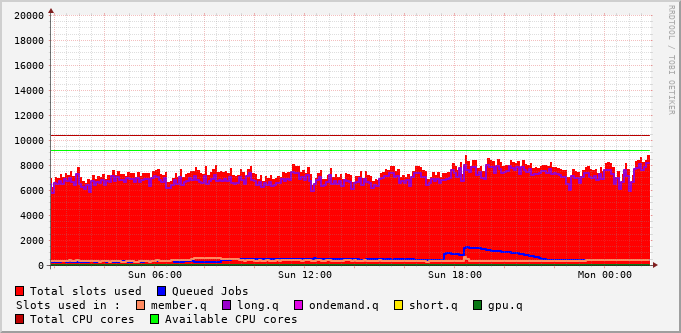 20000
18000
16000
14000
12000
10000
8000
6000
4000
2000
0
Sun 06:00 Sun 12:00 Sun 18:00 Mon 00:00
RRDTOOL / TOBI OETIKER
Total slots used Queued Jobs
Slots used in : member.q long.q ondemand.q short.q gpu.q
Total CPU cores Available CPU cores